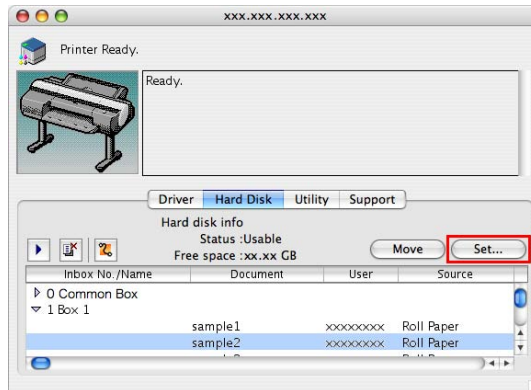 xxx.xxx.xxx.xxx
Printer Ready.
Ready.
Driver Hard Disk Utility Support
Hard disk info
Status :Usable
Free space :xx.xx GB
Move Set...
Inbox No./Name Document User Source
0 Common Box
1 Box 1
sample1 xxxxxxxx Roll Paper
sample2 xxxxxxxx Roll Paper